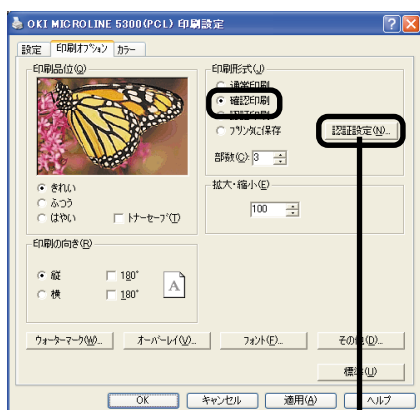 OKI MICROLINE 5300(PCL) 印刷設定
設定 印刷オプション カラー
印刷品位(Q)
きれい
ふつう
はやい トナーセーブ(T)
印刷形式(J)
通常印刷
確認印刷
認証印刷
プリンタに保存
認証設定(N)...
部数(C): 3
拡大・縮小(E)
100
印刷の向き(R)
縦 180°
横 180°
A
ウォーターマーク(W)... オーバーレイ(V)... フォント(F)... その他(D)...
標準(U)
OK キャンセル 適用(A) ヘルプ